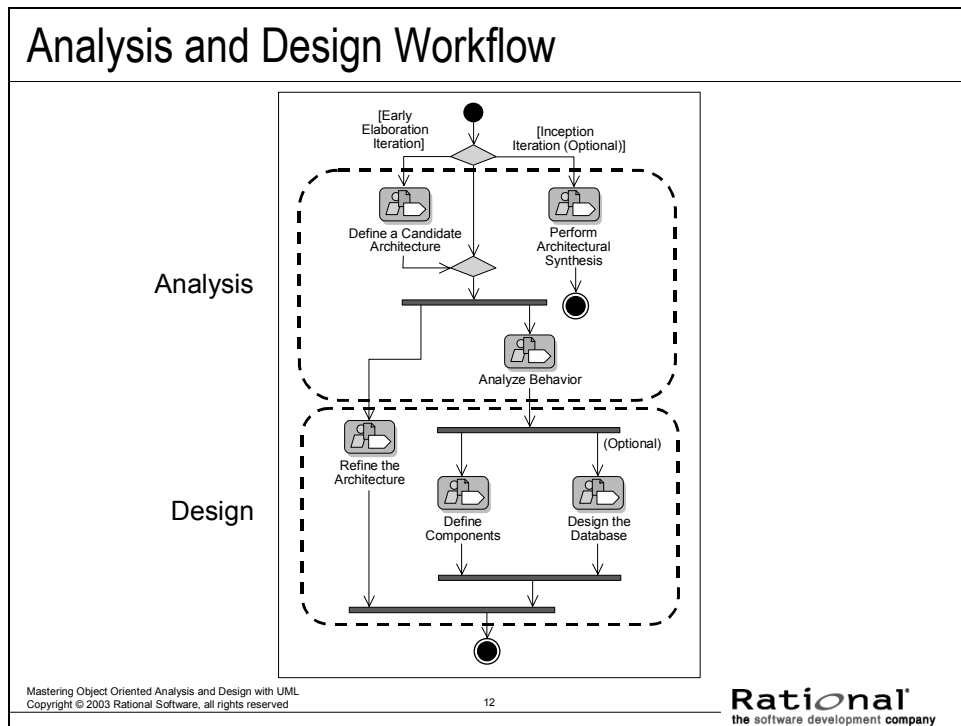 Analysis and Design Workflow
[Early
Elaboration
Iteration]
[Inception
Iteration (Optional)]
Define a Candidate
Architecture
Perform
Architectural
Synthesis
Analysis
Analyze Behavior
(Optional)
Refine the
Architecture
Design
Define
Components
Design the
Database
Mastering Object Oriented Analysis and Design with UML
Copyright © 2003 Rational Software, all rights reserved
12
Rational
the software development company